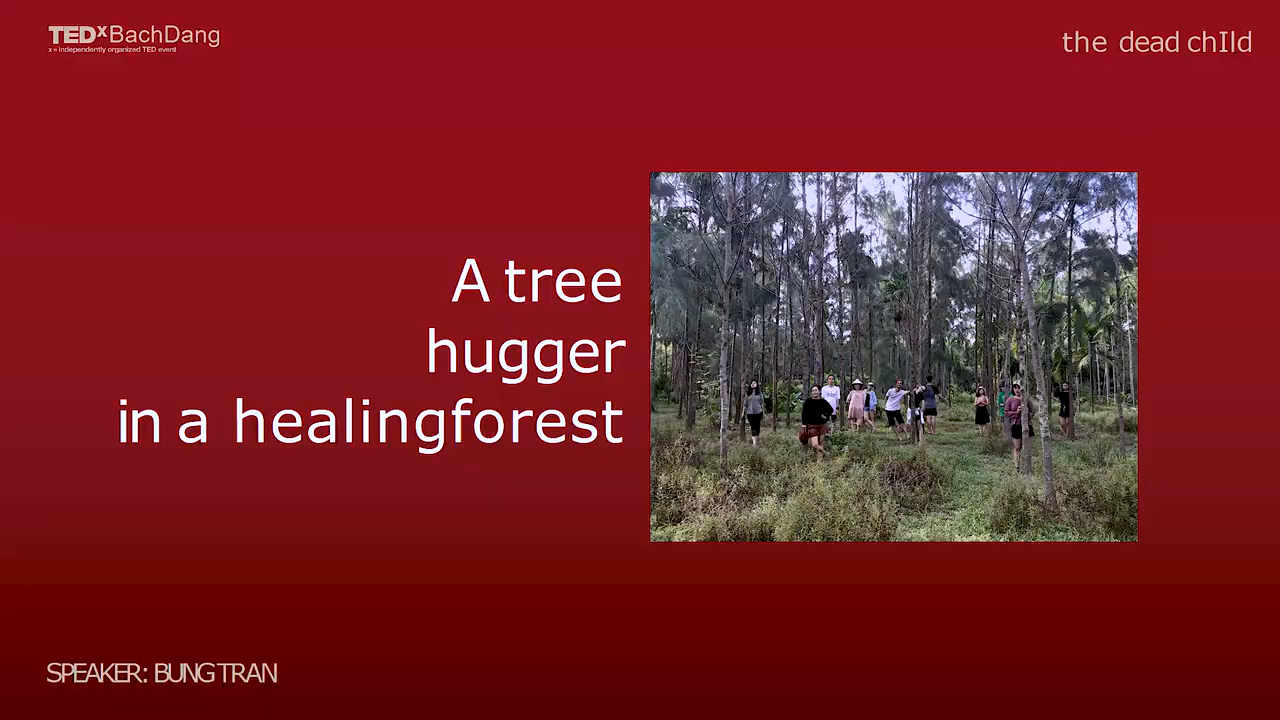 TEDxBachDang
x = independently organized TED event
the dead chIld
A tree
hugger
in a healingforest
SPEAKER: BUNG TRAN